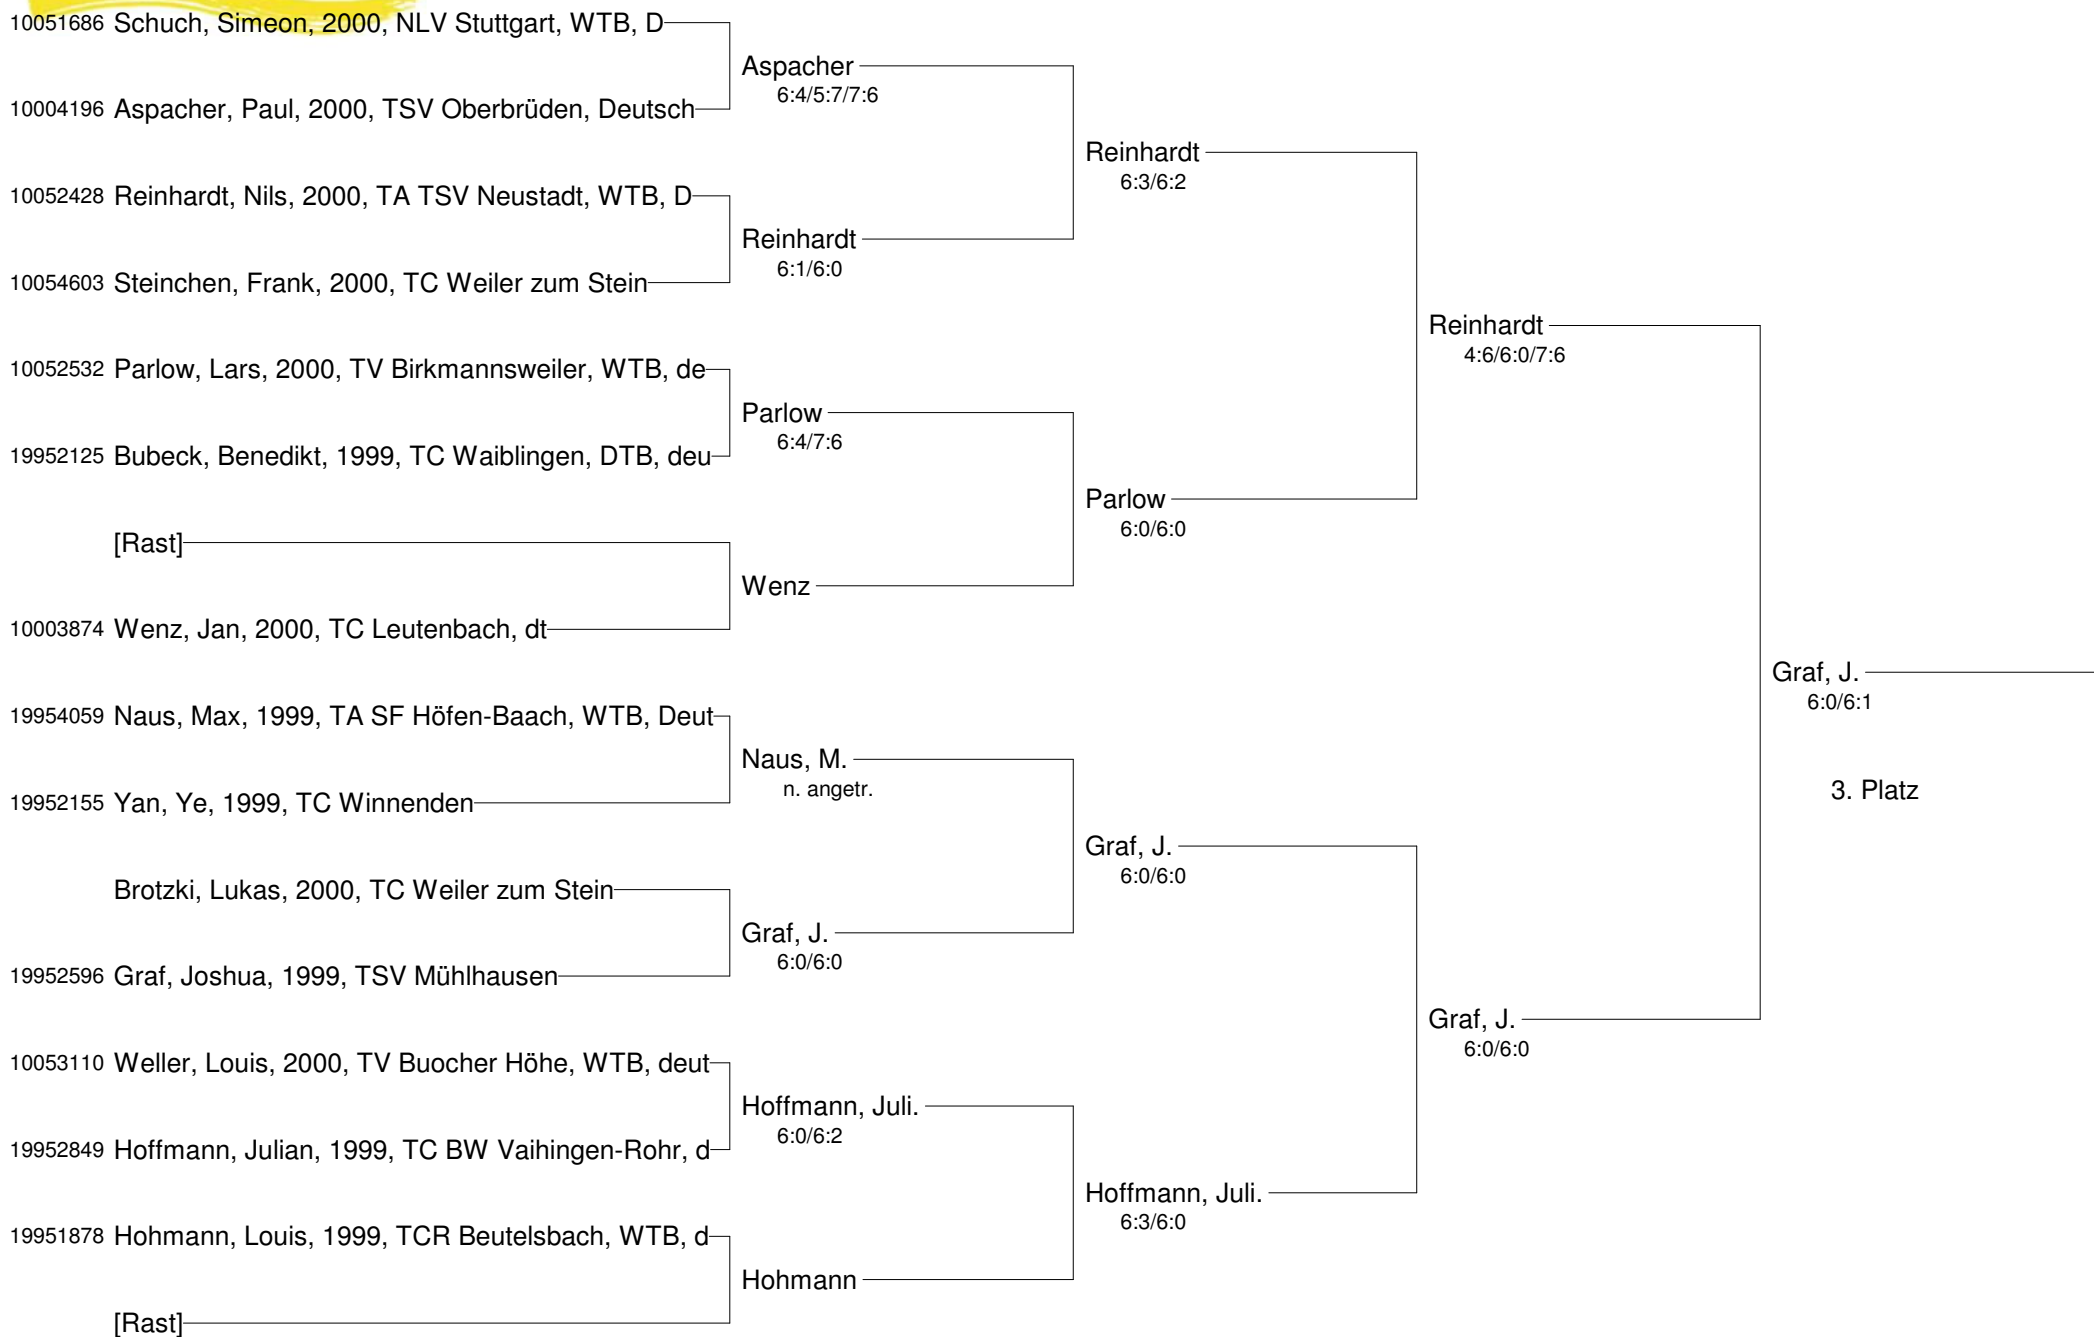 10051686 Schuch, Simeon, 2000, NLV Stuttgart, WTB, D
Aspacher
6:4/5:7/7:6
10004196 Aspacher, Paul, 2000, TSV Oberbrüden, Deutsch
Reinhardt
6:3/6:2
10052428 Reinhardt, Nils, 2000, TA TSV Neustadt, WTB, D
Reinhardt
6:1/6:0
10054603 Steinchen, Frank, 2000, TC Weiler zum Stein
Reinhardt
4:6/6:0/7:6
10052532 Parlow, Lars, 2000, TV Birkmannsweiler, WTB, de
Parlow
6:4/7:6
19952125 Bubeck, Benedikt, 1999, TC Waiblingen, DTB, deu
Parlow
6:0/6:0
[Rast]
Wenz
10003874 Wenz, Jan, 2000, TC Leutenbach, dt
Graf, J.
6:0/6:1
19954059 Naus, Max, 1999, TA SF Höfen-Baach, WTB, Deut
Naus, M.
n. angetr.
3. Platz
19952155 Yan, Ye, 1999, TC Winnenden
Graf, J.
6:0/6:0
Brotzki, Lukas, 2000, TC Weiler zum Stein
Graf, J.
6:0/6:0
19952596 Graf, Joshua, 1999, TSV Mühlhausen
Graf, J.
6:0/6:0
10053110 Weller, Louis, 2000, TV Buocher Höhe, WTB, deut
Hoffmann, Juli.
6:0/6:2
19952849 Hoffmann, Julian, 1999, TC BW Vaihingen-Rohr, d
Hoffmann, Juli.
6:3/6:0
19951878 Hohmann, Louis, 1999, TCR Beutelsbach, WTB, d
Hohmann
[Rast]